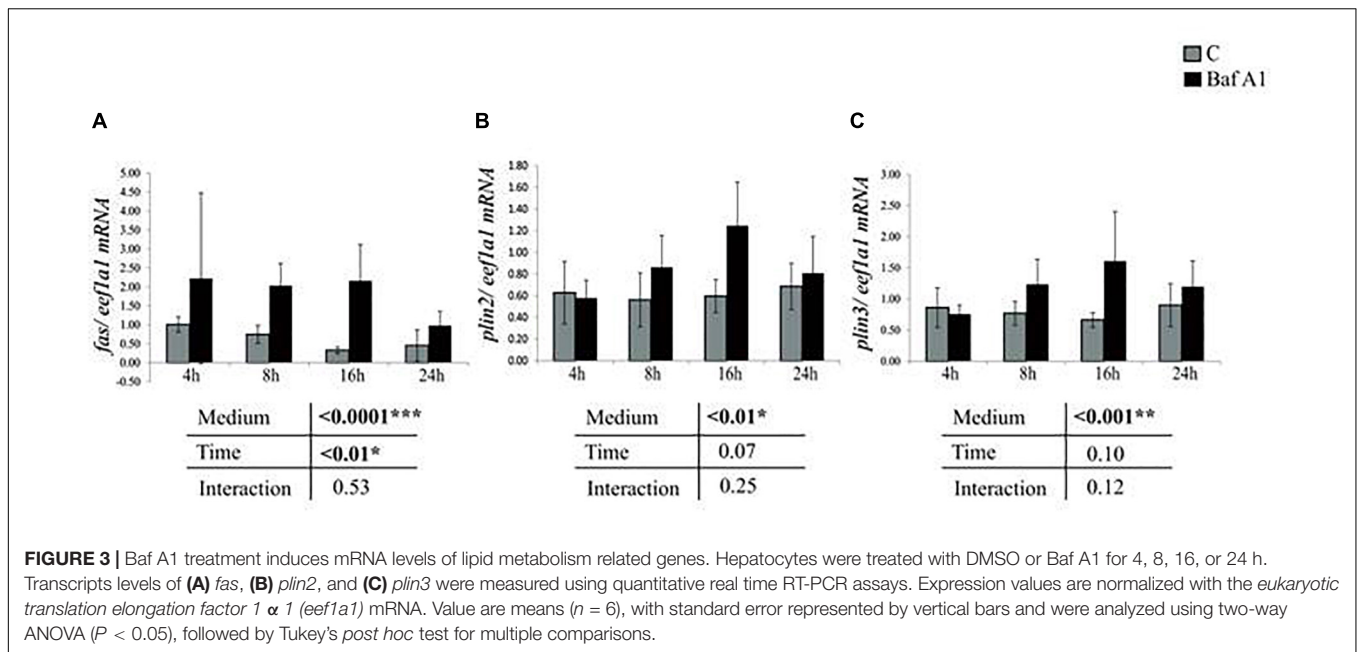 C
Baf A1
A
B
C
fas/ eef1a1 mRNA
5.00
4.50
4.00
3.50
3.00
2.50
2.00
1.50
1.00
0.50
0.00
-0.50
4h 8h 16h 24h
plin2/ eef1a1 mRNA
1.80
1.60
1.40
1.20
1.00
0.80
0.60
0.40
0.20
0.00
4h 8h 16h 24h
plin3/ eef1a1 mRNA
3.00
2.50
2.00
1.50
1.00
0.50
0.00
4h 8h 16h 24h
Medium <0.0001***
Time <0.01*
Interaction 0.53
Medium <0.01*
Time 0.07
Interaction 0.25
Medium <0.001**
Time 0.10
Interaction 0.12
FIGURE 3 | Baf A1 treatment induces mRNA levels of lipid metabolism related genes. Hepatocytes were treated with DMSO or Baf A1 for 4, 8, 16, or 24 h.
Transcripts levels of (A) fas, (B) plin2, and (C) plin3 were measured using quantitative real time RT-PCR assays. Expression values are normalized with the eukaryotic
translation elongation factor 1 α 1 (eef1a1) mRNA. Value are means (n = 6), with standard error represented by vertical bars and were analyzed using two-way
ANOVA (P < 0.05), followed by Tukey's post hoc test for multiple comparisons.